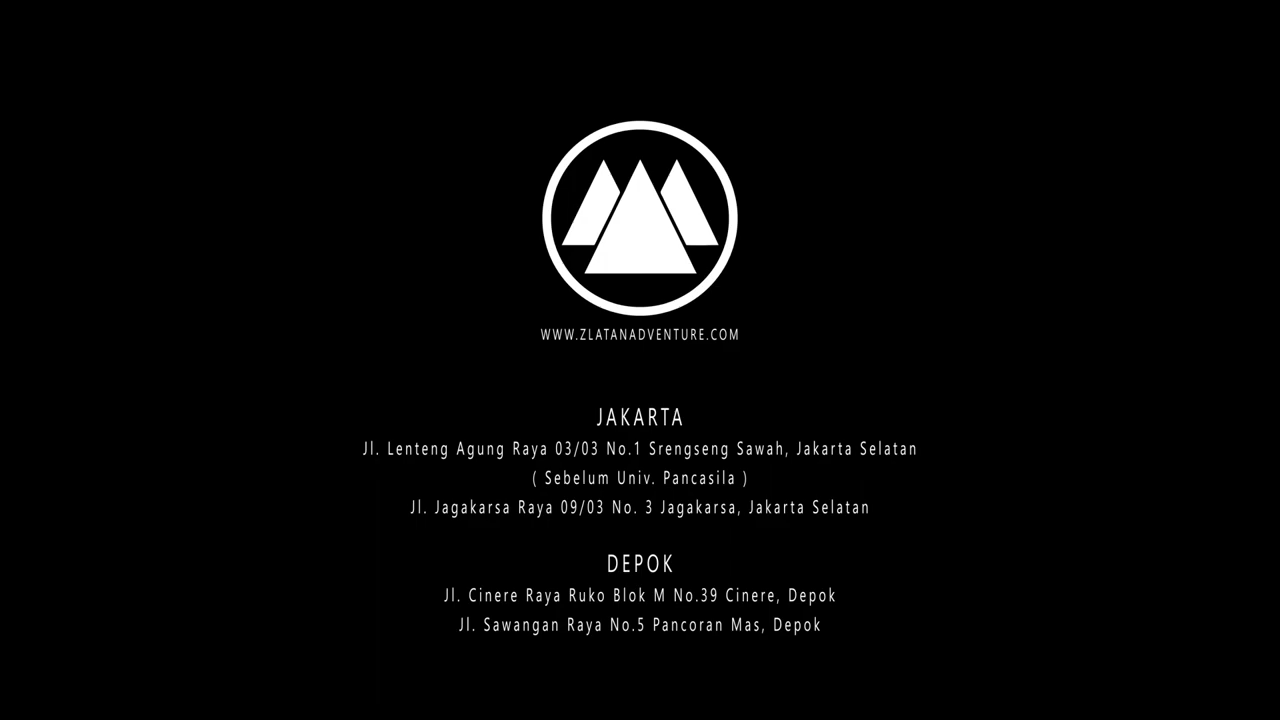 WWW.ZLATANADVENTURE.COM
JAKARTA
Jl. Lenteng Agung Raya 03/03 No.1 Srengseng Sawah, Jakarta Selatan
( Sebelum Univ. Pancasila )
Jl. Jagakarsa Raya 09/03 No. 3 Jagakarsa, Jakarta Selatan
DEPOK
Jl. Cinere Raya Ruko Blok M No.39 Cinere, Depok
Jl. Sawangan Raya No.5 Pancoran Mas, Depok